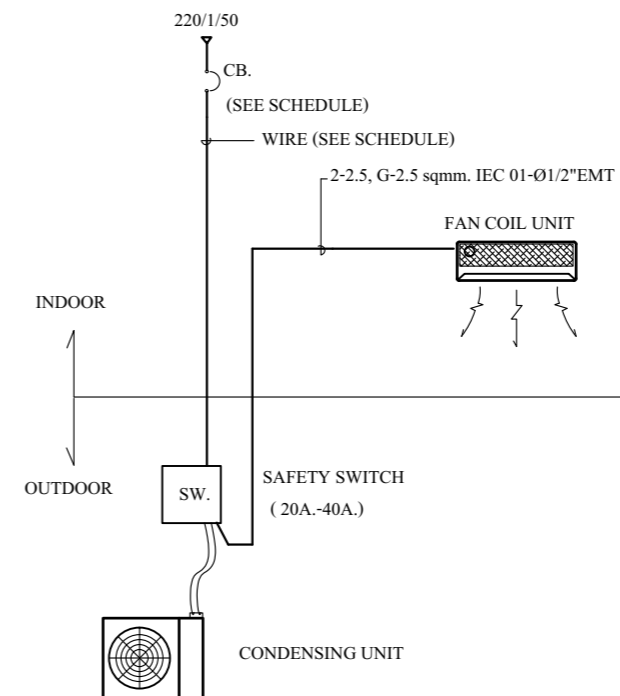 220/1/50
CB.
(SEE SCHEDULE)
WIRE (SEE SCHEDULE)
2-2.5, G-2.5 sqmm. IEC 01-Ø1/2"EMT
FAN COIL UNIT
INDOOR
OUTDOOR
SW.
SAFETY SWITCH
( 20A.-40A.)
CONDENSING UNIT